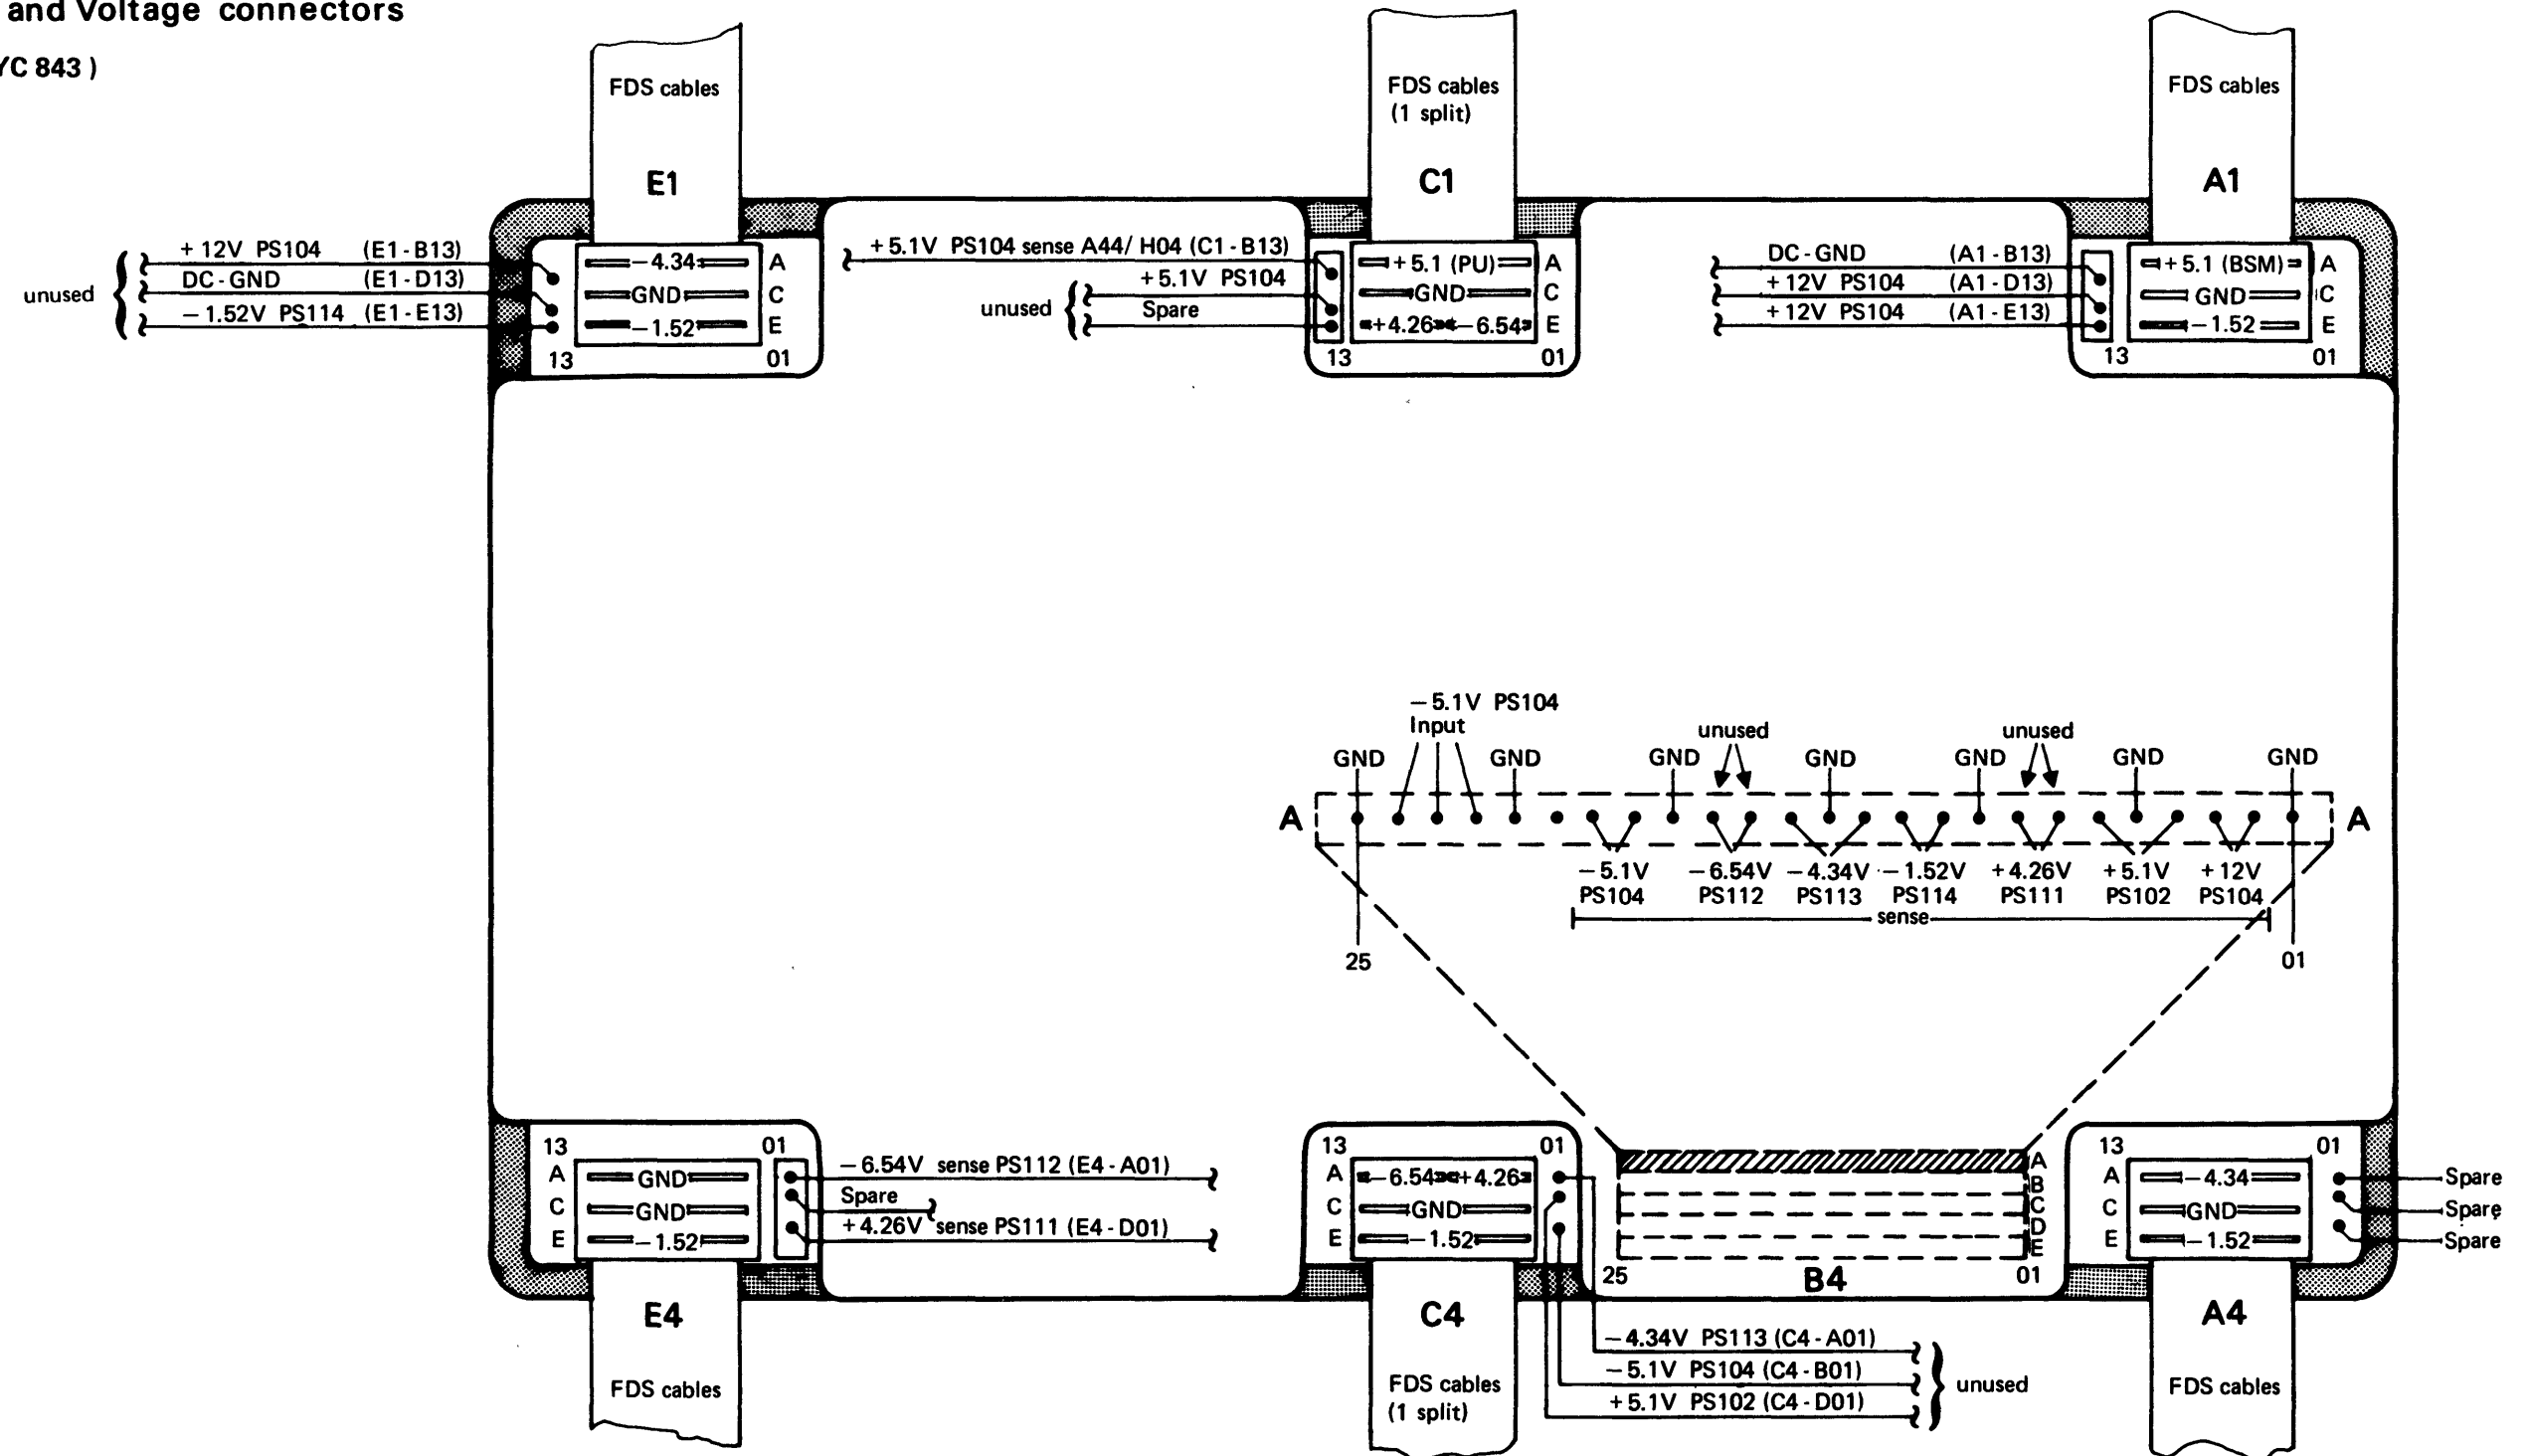 and Voltage connectors
YC 843 )
FDS cables
E1
FDS cables
(1 split)
C1
FDS cables
A1
unused
+ 12V PS104 (E1 - B13)
DC - GND (E1 - D13)
− 1.52V PS114 (E1 - E13)
− 4.34
GND
− 1.52
A
C
E
13
01
+ 5.1V PS104 sense A44/ H04 (C1 - B13)
unused
+ 5.1V PS104
Spare
+ 5.1 (PU)
GND
+4.26
− 6.54
A
C
E
13
01
DC - GND (A1 - B13)
+ 12V PS104 (A1 - D13)
+ 12V PS104 (A1 - E13)
+ 5.1 (BSM)
GND
− 1.52
A
C
E
13
01
− 5.1V PS104
Input
unused
unused
GND
GND
GND
GND
GND
GND
GND
A
A
− 5.1V
PS104
− 6.54V
PS112
− 4.34V
PS113
− 1.52V
PS114
+ 4.26V
PS111
+ 5.1V
PS102
+ 12V
PS104
sense
25
01
13
01
A
C
E
GND
GND
− 1.52
− 6.54V sense PS112 (E4 - A01)
Spare
+ 4.26V sense PS111 (E4 - D01)
E4
FDS cables
13
01
A
C
E
− 6.54
+ 4.26
GND
− 1.52
C4
FDS cables
(1 split)
A
B
C
D
E
25
01
B4
− 4.34V PS113 (C4 - A01)
− 5.1V PS104 (C4 - B01)
+ 5.1V PS102 (C4 - D01)
unused
13
01
A
C
E
− 4.34
GND
− 1.52
Spare
Spare
Spare
A4
FDS cables